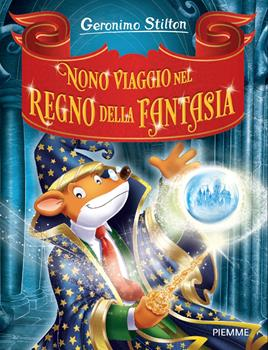 Geronimo Stilton
NONO VIAGGIO NEL
REGNO DELLA FANTASIA
PIEMME